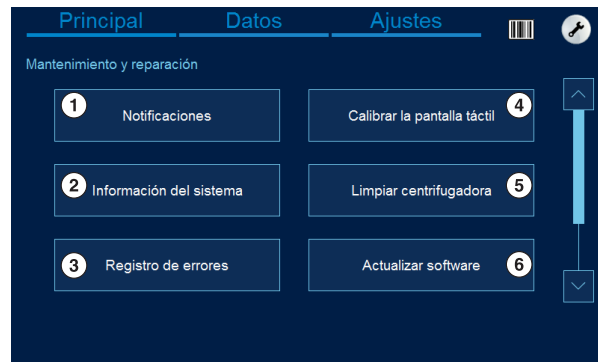 Principal Datos Ajustes
Mantenimiento y reparación
1 Notificaciones
Calibrar la pantalla táctil 4
2 Información del sistema
Limpiar centrifugadora 5
3 Registro de errores
Actualizar software 6